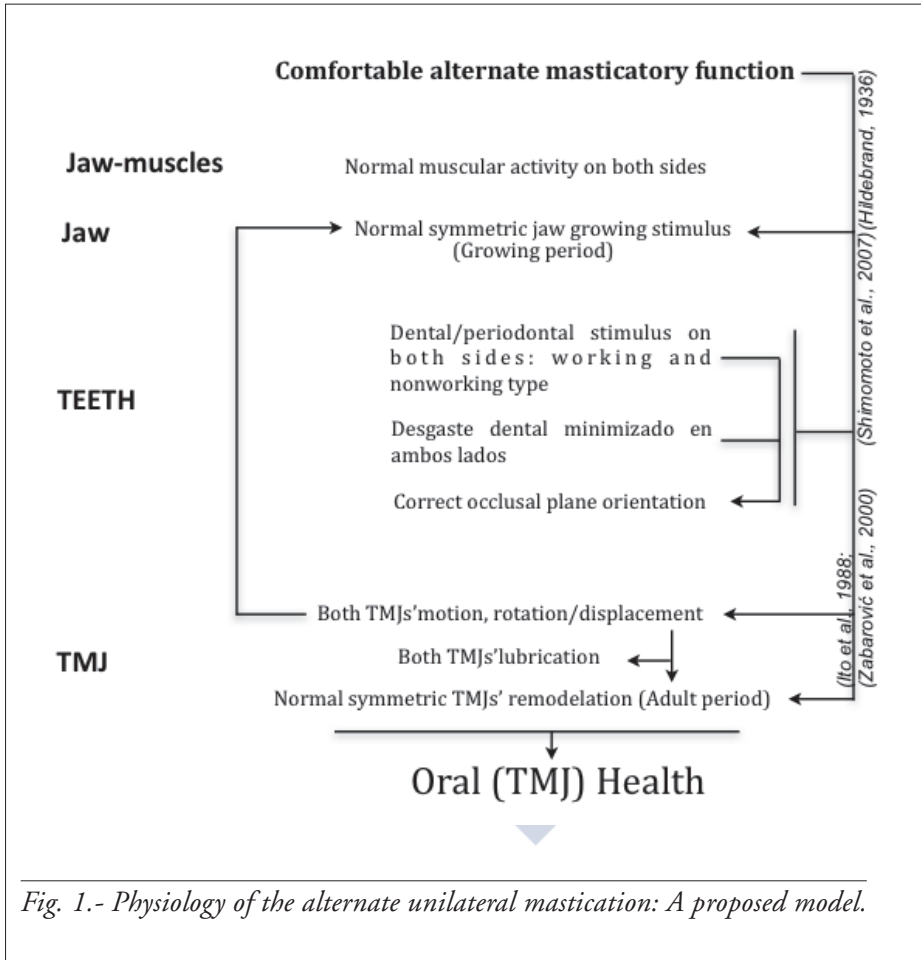 Comfortable alternate masticatory function
Jaw-muscles
Normal muscular activity on both sides
Jaw
Normal symmetric jaw growing stimulus
(Growing period)
(Shimomoto et al., 2007) (Hildebrand, 1936)
TEETH
Dental/periodontal stimulus on
both sides: working and
nonworking type
Desgaste dental minimizado en
ambos lados
Correct occlusal plane orientation
(Ito et al., 1988;
(Zabarović et al., 2000)
TMJ
Both TMJs'motion, rotation/displacement
Both TMJs'lubrication
Normal symmetric TMJs' remodelation (Adult period)
Oral (TMJ) Health
Fig. 1.- Physiology of the alternate unilateral mastication: A proposed model.